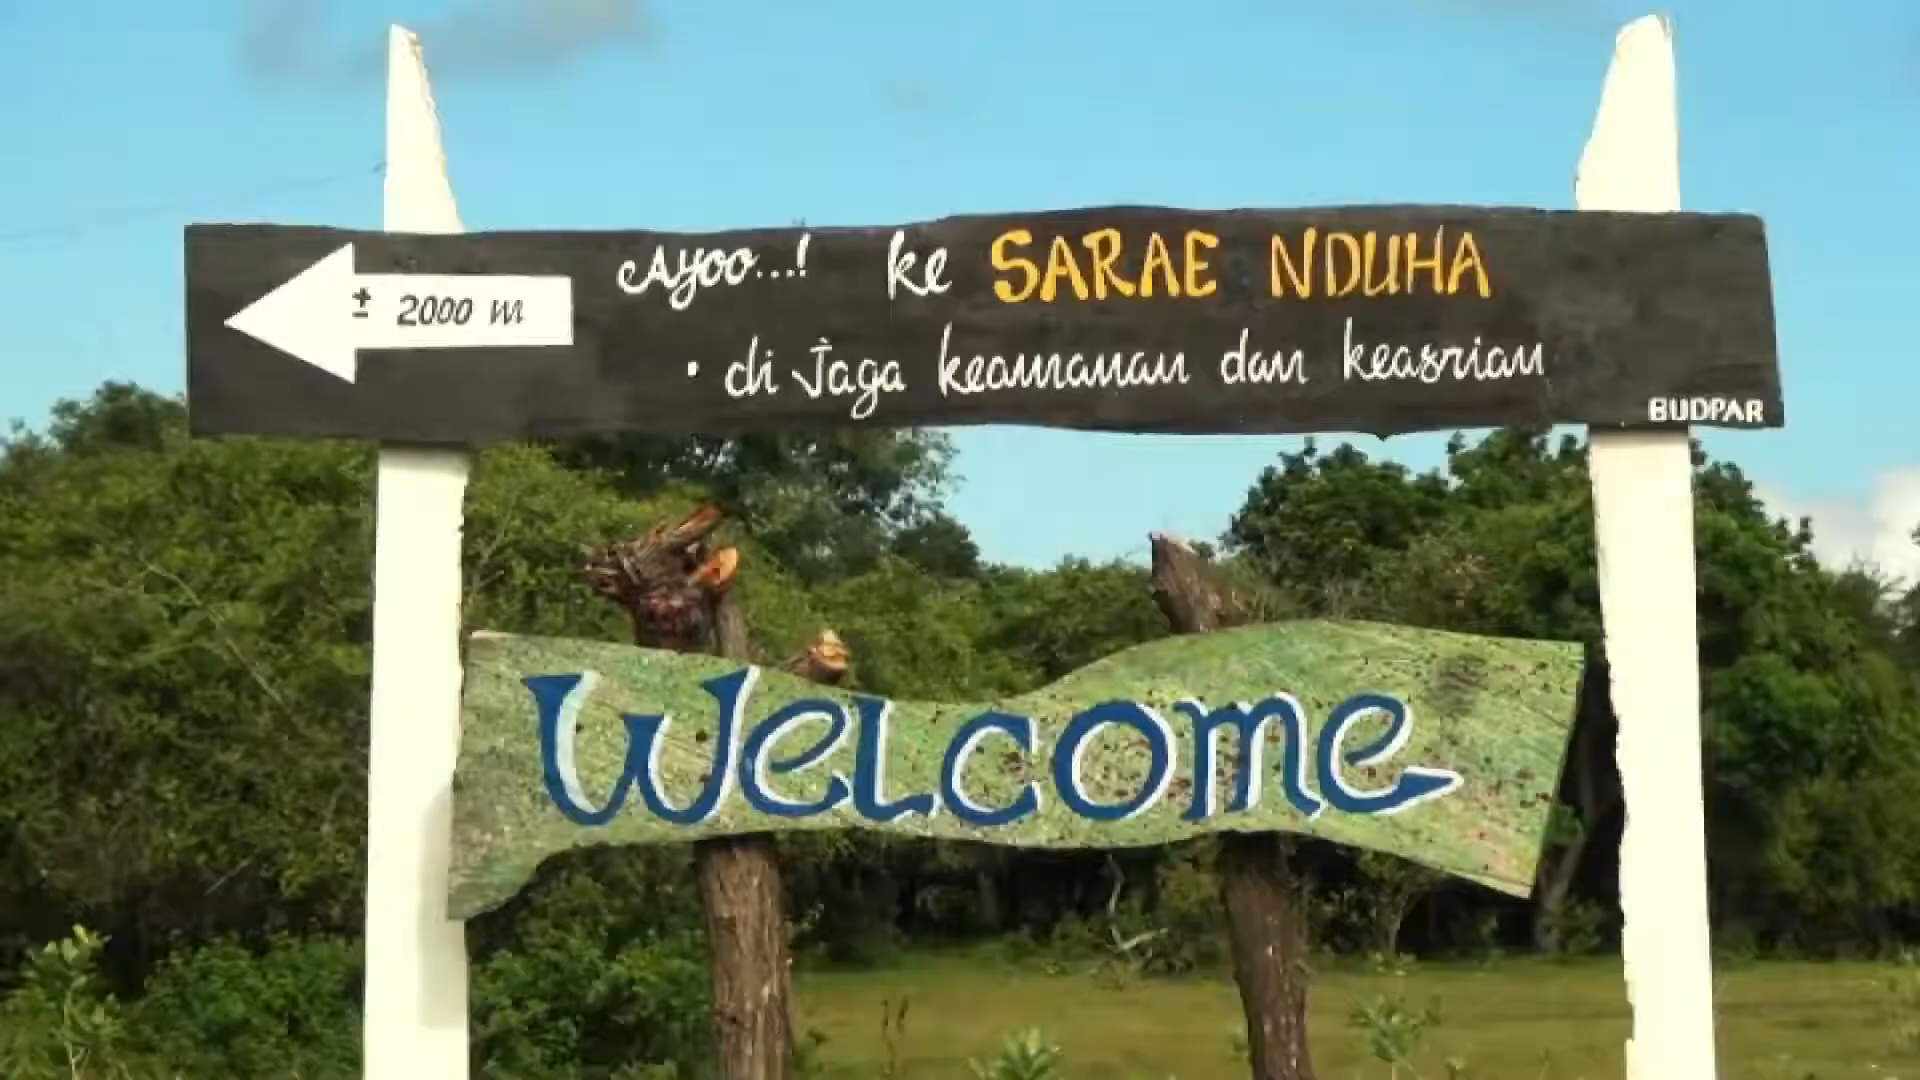 ± 2000 m
Ayoo...! ke SARAE NDUHA
• di Jaga keamanan dan keasrian
BUDPAR
Welcome